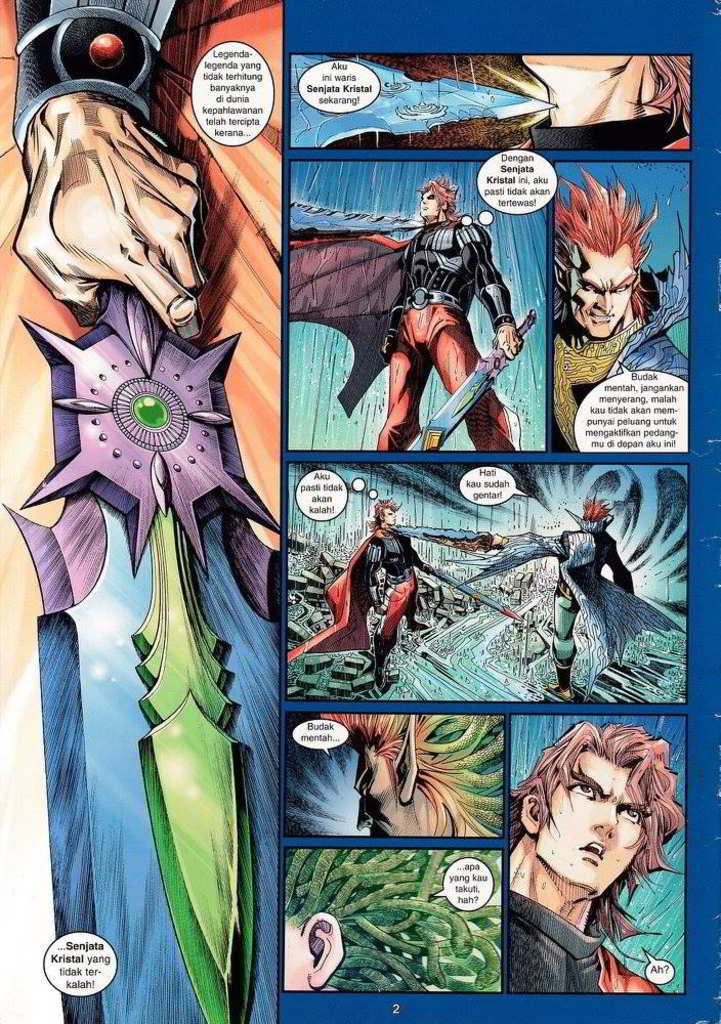 Legenda-
legenda yang
tidak terhitung
banyaknya
di dunia
kepahlawanan
telah tercipta
kerana...
...Senjata
Kristal yang
tidak ter-
kalah!
Aku
ini waris
Senjata Kristal
sekarang!
Dengan
Senjata
Kristal ini, aku
pasti tidak akan
tertewas!
Budak
mentah, jangankan
menyerang, malah
kau tidak akan mem-
punyai peluang untuk
mengaktifkan pedang-
mu di depan aku ini!
Aku
pasti tidak
akan
kalah!
Hati
kau sudah
gentar!
Budak
mentah...
...apa
yang kau
takuti,
hah?
Ah?
2